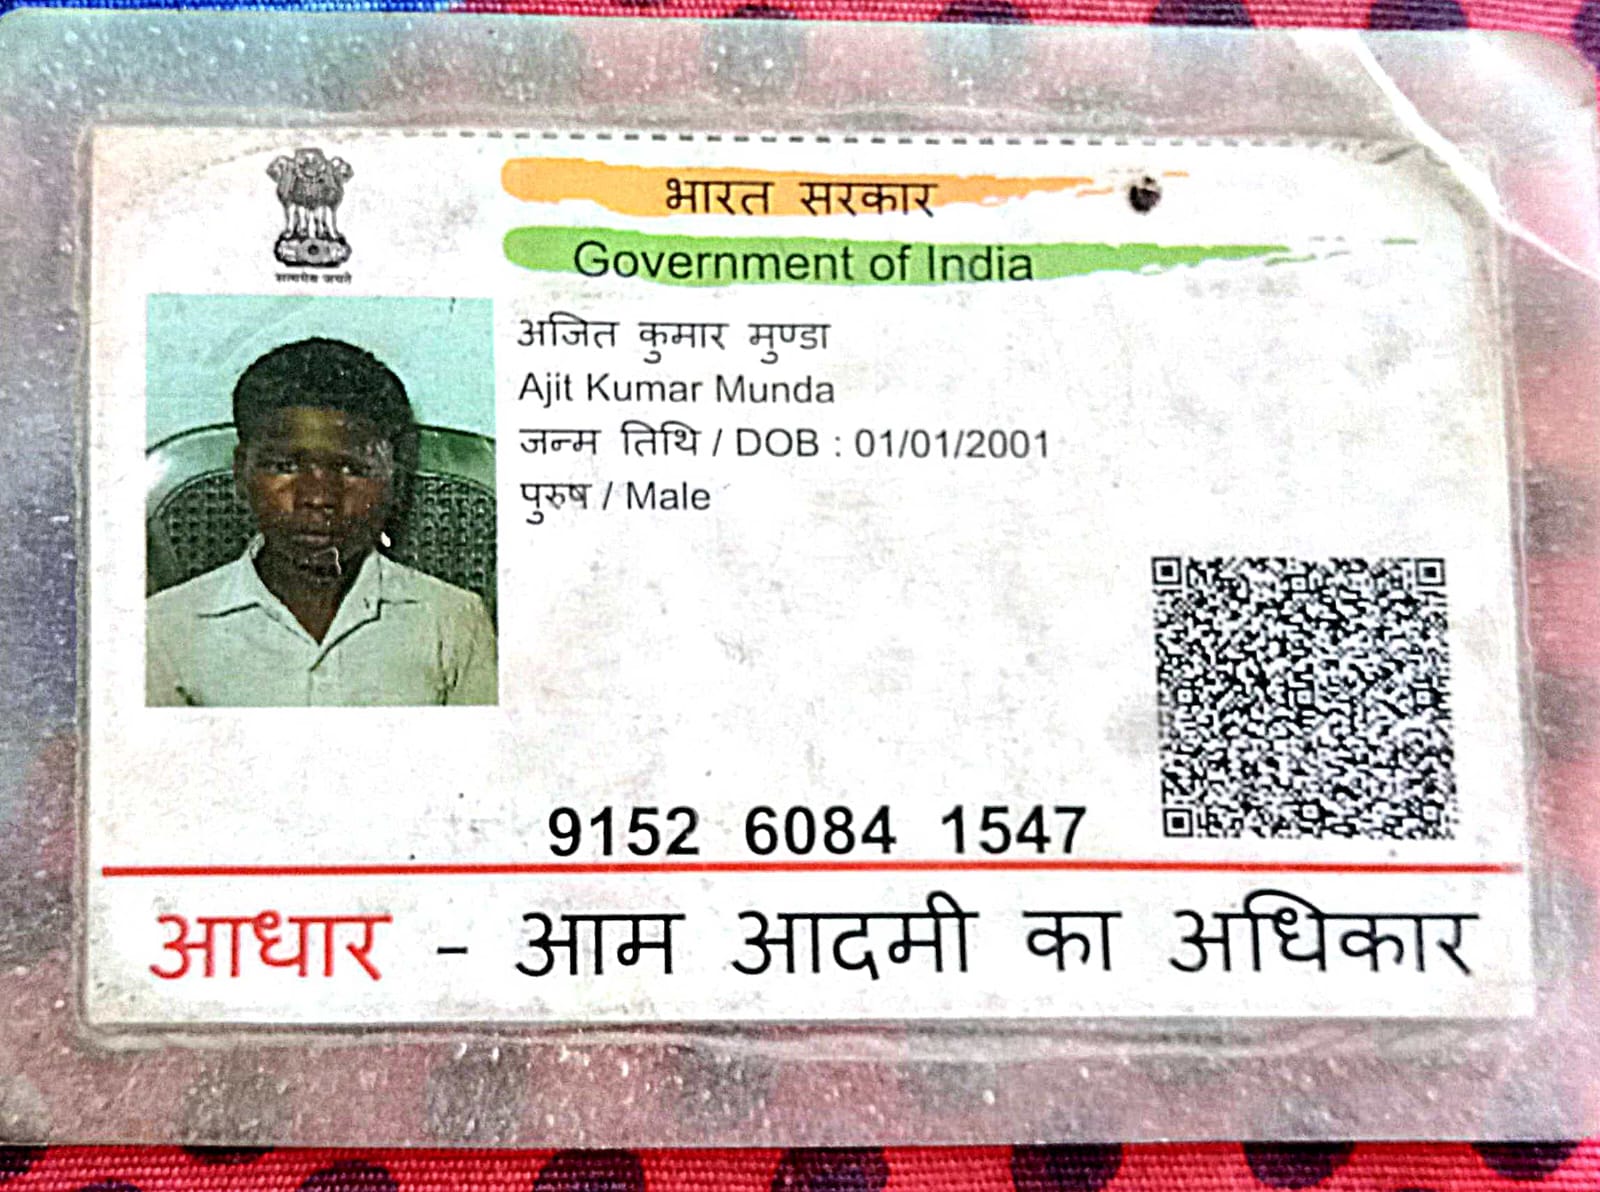 सत्यमेव जयते
भारत सरकार
Government of India
अजित कुमार मुण्डा
Ajit Kumar Munda
जन्म तिथि / DOB : 01/01/2001
पुरुष / Male
9152 6084 1547
आधार - आम आदमी का अधिकार